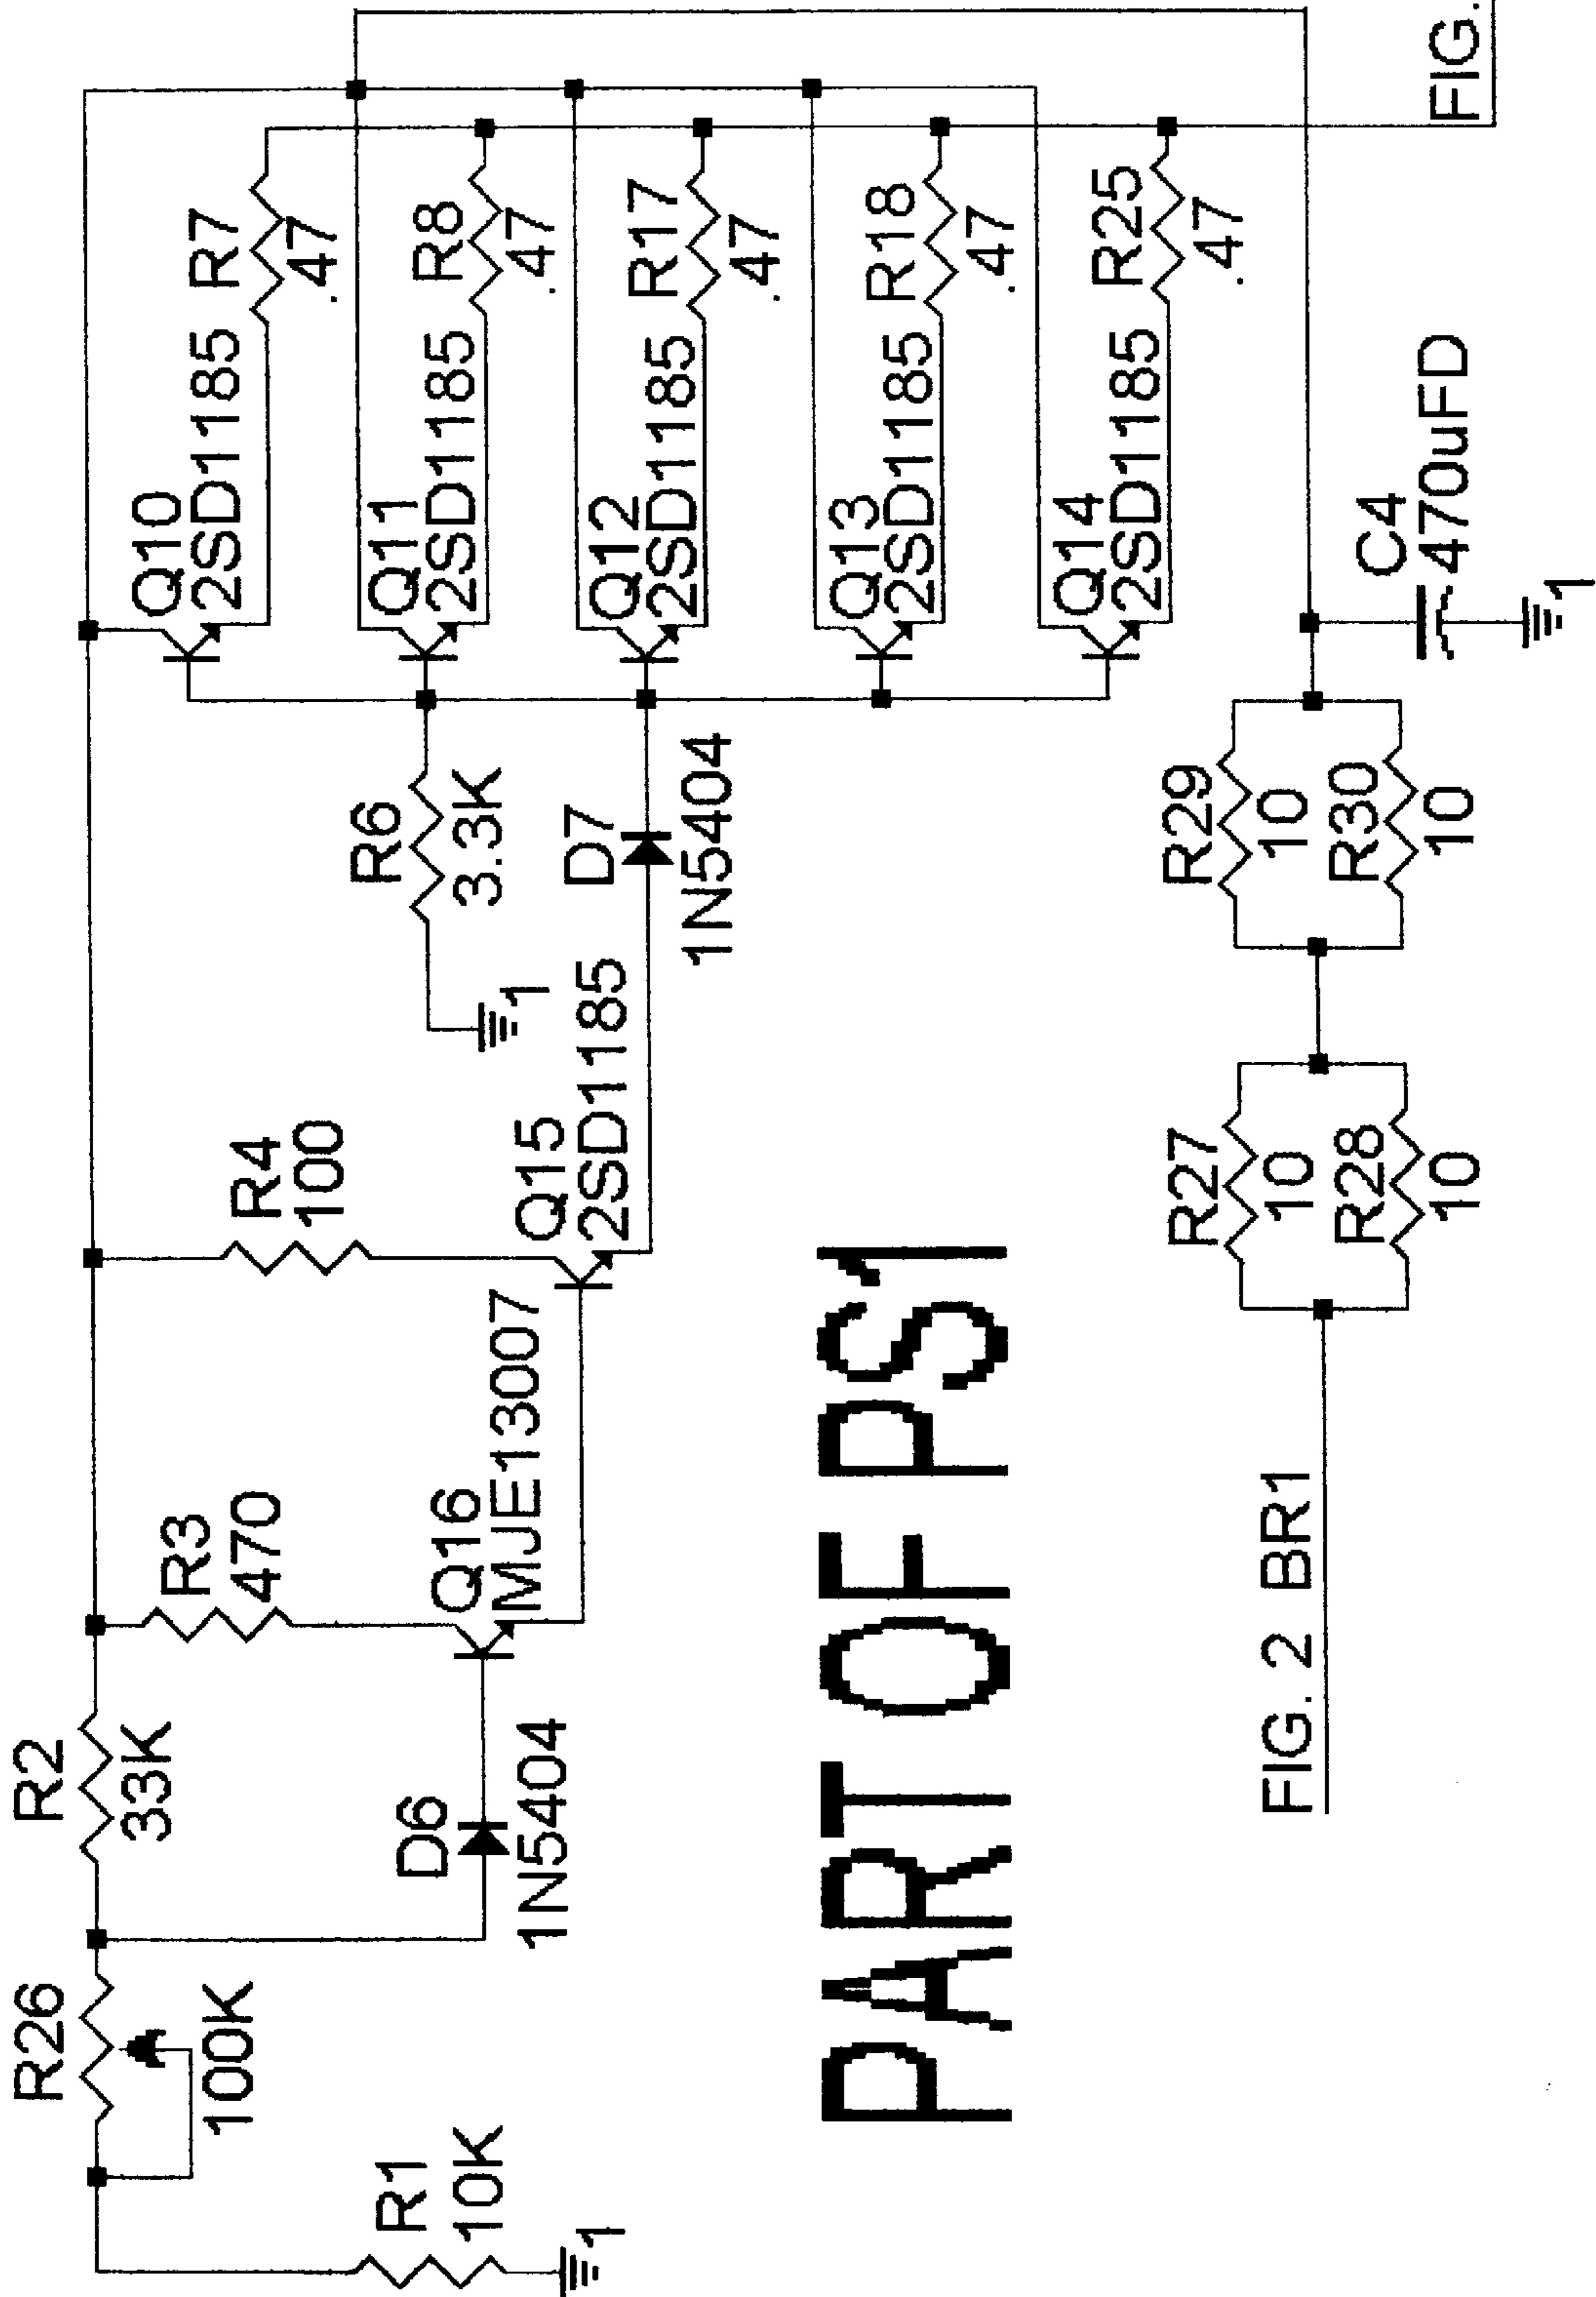 R26
100K
R1
10K
1
R2
33K
D6
1N5404
R3
470
Q16
MJE13007
R4
100
Q15
2SD1185
D7
1N5404
R6
3.3K
1
Q10
2SD1185
R7
.47
Q11
2SD1185
R8
.47
Q12
2SD1185
R17
.47
Q13
2SD1185
R18
.47
Q14
2SD1185
R25
.47
FIG.
PART OF PS1
FIG. 2 BR1
R27
10
R28
10
R29
10
R30
10
C4
470uFD
1